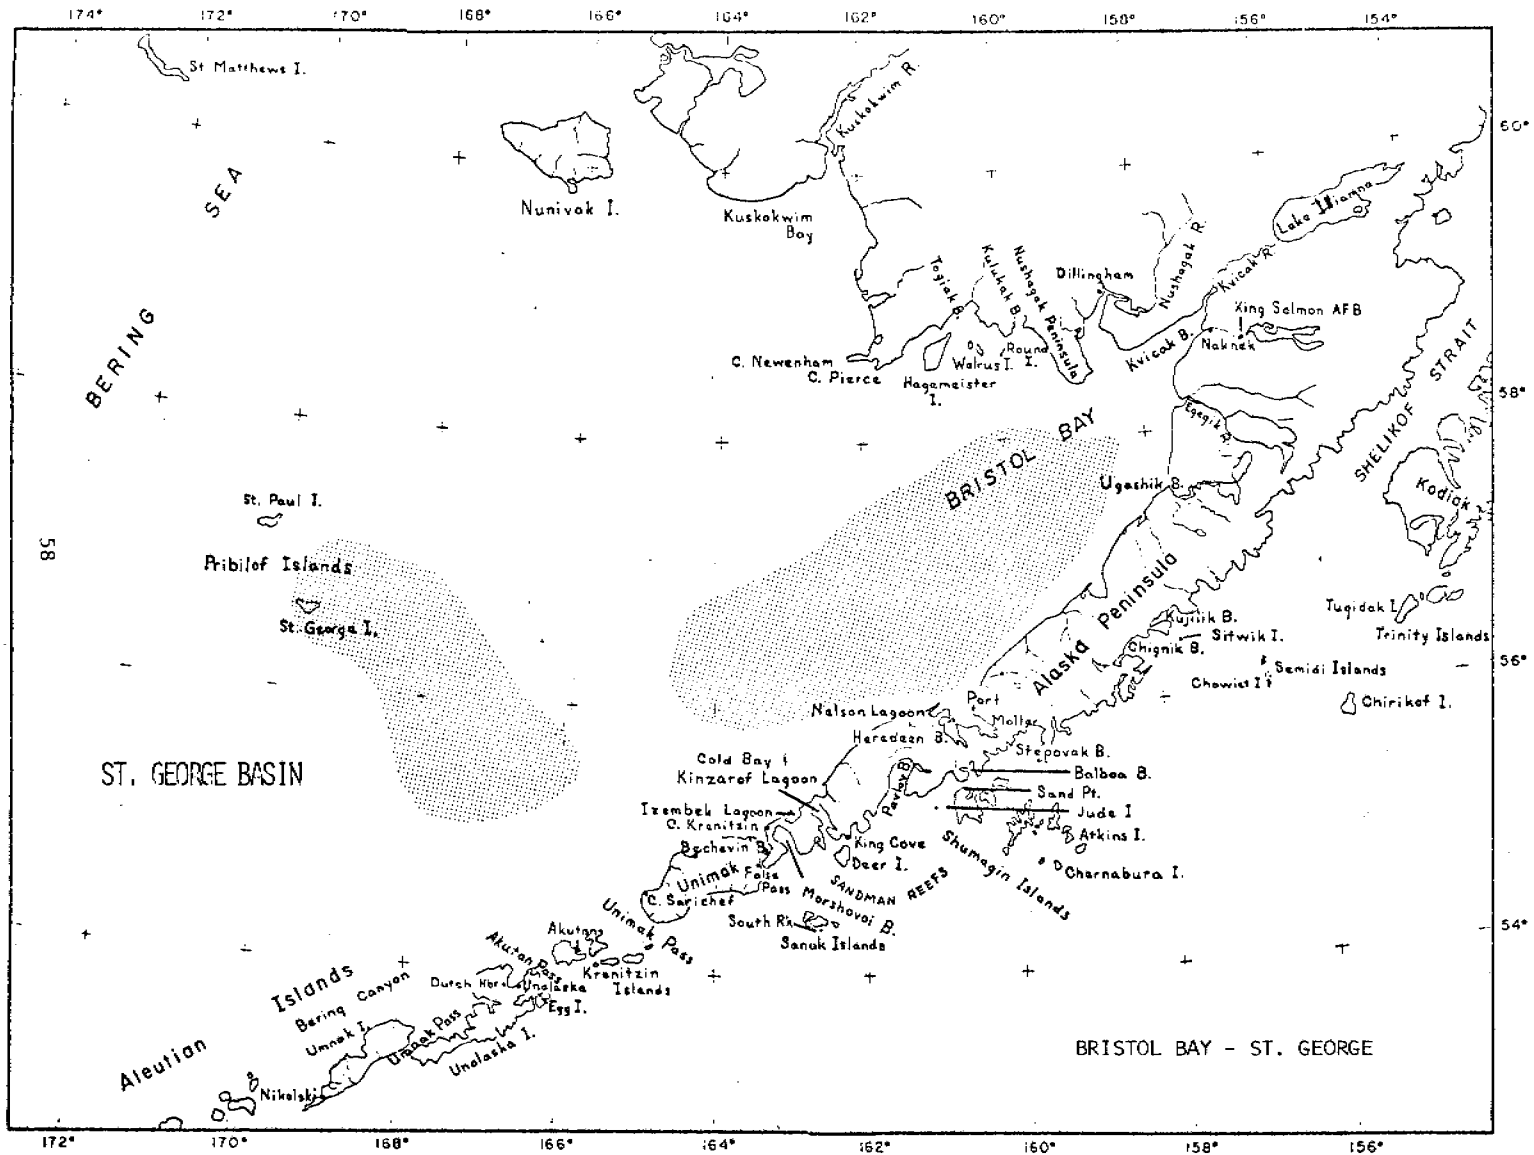 174° 172° 170° 168° 166° 164° 162° 160° 158° 156° 154°
St Matthews I.
Kuskokwim R.
60°
SEA
Nunivak I.
Kuskokwim
Bay
Lake Iliamna
Togiak B.
Kulukak B.
Nushagak Peninsula
Dillingham
Nushagak R.
Kvicak R.
King Salmon AFB
BERING
C. Newenham
C. Pierce
Hagemeister
I.
Walrus I.
Round
I.
Kvicak B.
Naknek
STRAIT
SHELIKOF
58°
BRISTOL BAY
Egegik R.
Ugashik B.
Kodiak
St. Paul I.
58
Pribilof Islands
St. George I.
Alaska Peninsula
Tugidak I
Trinity Islands
Kujilik B.
Sitwik I.
Chignik B.
56°
Semidi Islands
Chowiet I
Chirikof I.
Nelson Lagoon
Port
Moller
Heredeen B.
Stepovak B.
ST. GEORGE BASIN
Cold Bay &
Kinzarof Lagoon
Pavlov B.
Balboa B.
Sand Pt.
Jude I
Izembek Lagoon
C. Krenitzin
Atkins I.
Bechevin B.
King Cove
Deer I.
Chernabura I.
Shumagin Islands
Unimak
False
Pass
SANDMAN REEFS
Morshovoi B.
C. Sarichef
South Rx
Sanak Islands
Unimak Pass
54°
Akutan
Akutan Pass
Krenitzin
Islands
Dutch Hbr
Unalaska
Egg I.
Aleutian Islands
Bering Canyon
Umnak I.
Umnak Pass
Unalaska I.
Nikolski
BRISTOL BAY - ST. GEORGE
172° 170° 168° 166° 164° 162° 160° 158° 156°